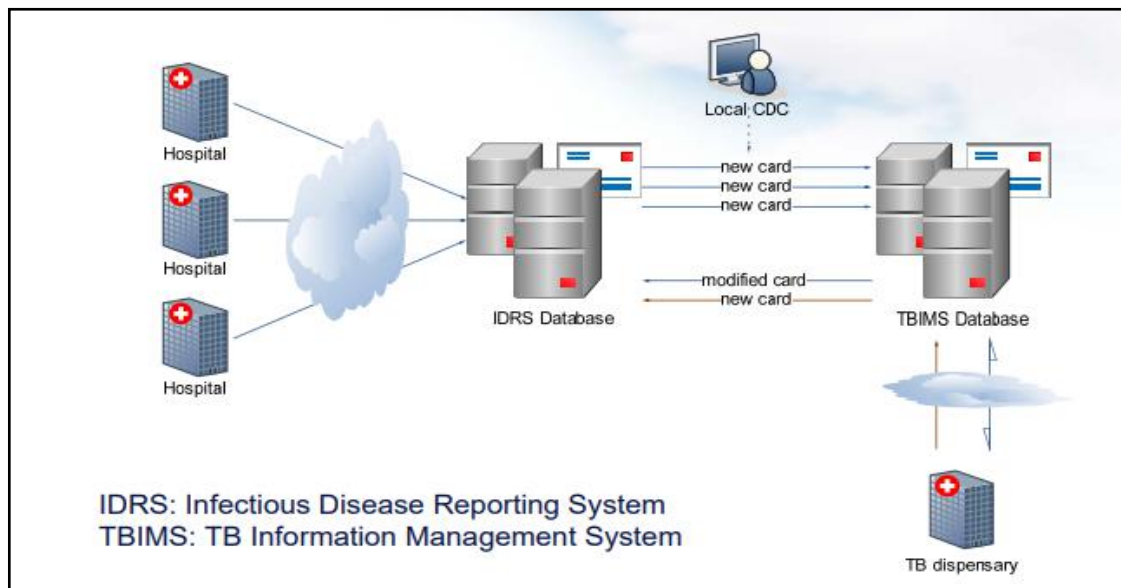 Local CDC
Hospital
Hospital
Hospital
new card
new card
new card
modified card
new card
IDRS Database
TBIMS Database
IDRS: Infectious Disease Reporting System
TBIMS: TB Information Management System
TB dispensary